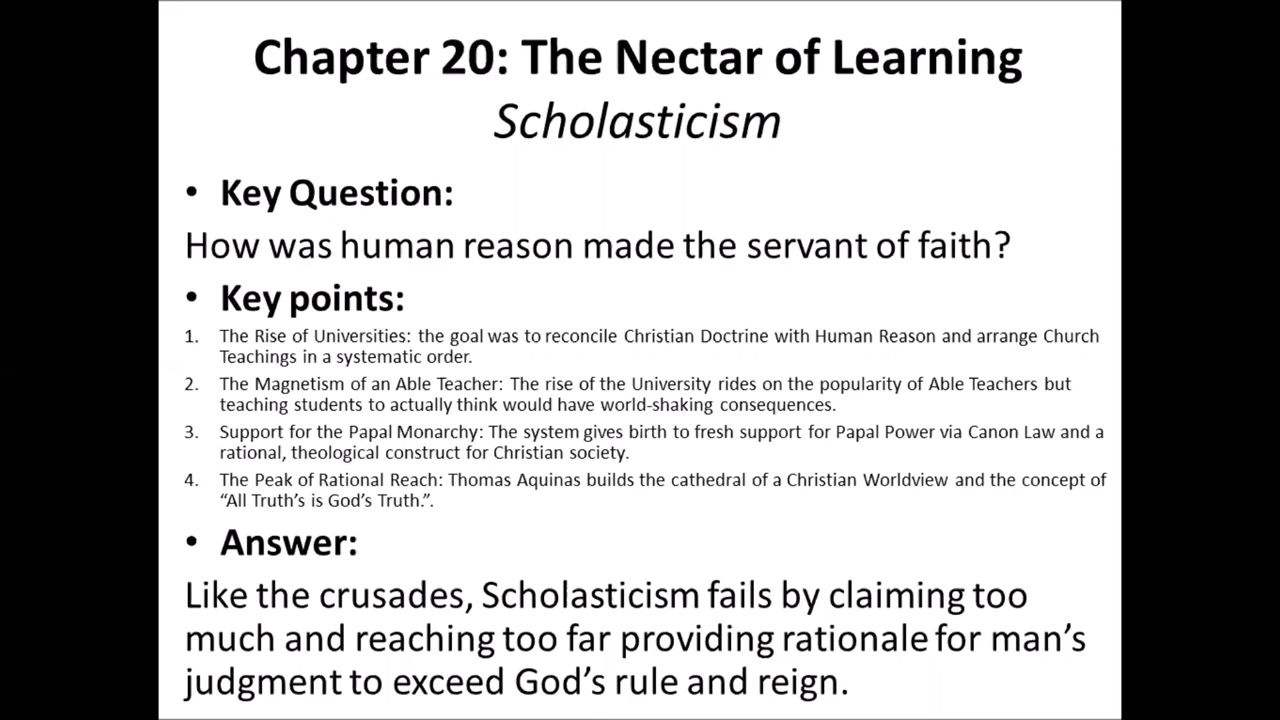 Chapter 20: The Nectar of Learning
Scholasticism
• Key Question:
How was human reason made the servant of faith?
• Key points:
1. The Rise of Universities: the goal was to reconcile Christian Doctrine with Human Reason and arrange Church
Teachings in a systematic order.
2. The Magnetism of an Able Teacher: The rise of the University rides on the popularity of Able Teachers but
teaching students to actually think would have world-shaking consequences.
3. Support for the Papal Monarchy: The system gives birth to fresh support for Papal Power via Canon Law and a
rational, theological construct for Christian society.
4. The Peak of Rational Reach: Thomas Aquinas builds the cathedral of a Christian Worldview and the concept of
“All Truth’s is God’s Truth.”.
• Answer:
Like the crusades, Scholasticism fails by claiming too
much and reaching too far providing rationale for man’s
judgment to exceed God’s rule and reign.